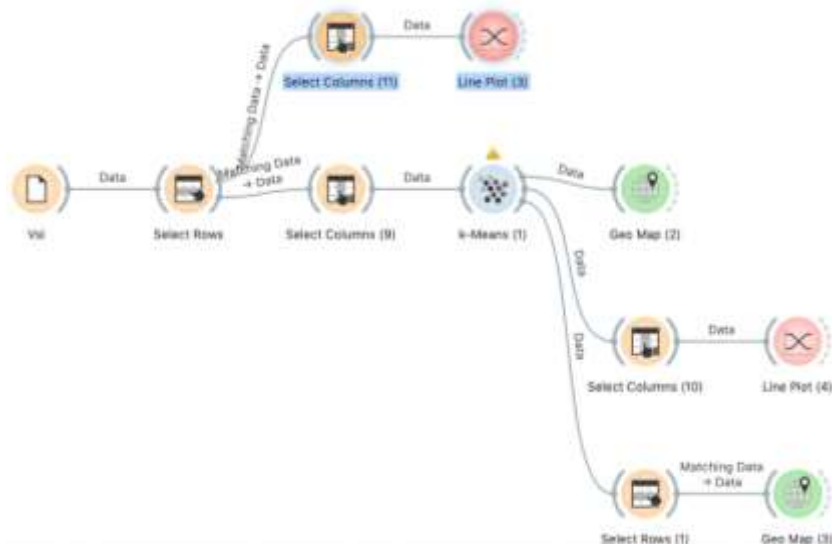 Data
Select Columns (11)
Line Plot (3)
Matching Data → Data
Data
Matching Data
→ Data
Data
Data
Vsi
Select Rows
Select Columns (9)
k-Means (1)
Geo Map (2)
Data
Data
Data
Select Columns (10)
Line Plot (4)
Matching Data
→ Data
Select Rows (1)
Geo Map (3)